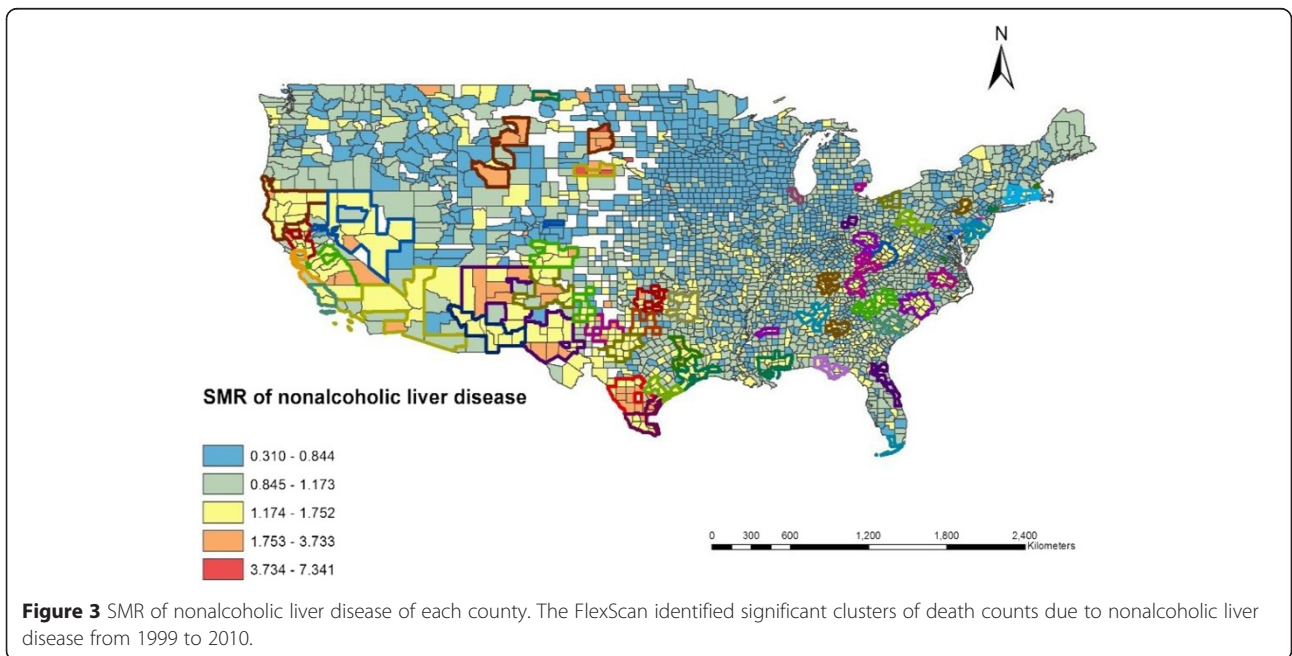 N
SMR of nonalcoholic liver disease
0.310 - 0.844
0.845 - 1.173
1.174 - 1.752
1.753 - 3.733
3.734 - 7.341
0 300 600 1,200 1,800 2,400
Kilometers
Figure 3 SMR of nonalcoholic liver disease of each county. The FlexScan identified significant clusters of death counts due to nonalcoholic liver
disease from 1999 to 2010.